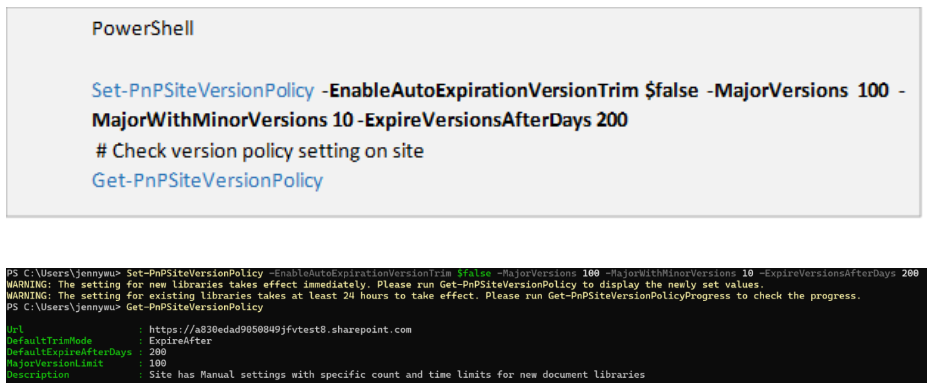 PowerShell
Set-PnPSiteVersionPolicy -EnableAutoExpirationVersionTrim $false -MajorVersions 100 -
MajorWithMinorVersions 10 -ExpireVersionsAfterDays 200
# Check version policy setting on site
Get-PnPSiteVersionPolicy
PS C:\Users\jennywu> Set-PnPSiteVersionPolicy -EnableAutoExpirationVersionTrim $false -MajorVersions 100 -MajorWithMinorVersions 10 -ExpireVersionsAfterDays 200
WARNING: The setting for new libraries takes effect immediately. Please run Get-PnPSiteVersionPolicy to display the newly set values.
WARNING: The setting for existing libraries takes at least 24 hours to take effect. Please run Get-PnPSiteVersionPolicyProgress to check the progress.
PS C:\Users\jennywu> Get-PnPSiteVersionPolicy
Url : https://a830edad9050849jfvtest8.sharepoint.com
DefaultTrimMode : ExpireAfter
DefaultExpireAfterDays : 200
MajorVersionLimit : 100
Description : Site has Manual settings with specific count and time limits for new document libraries